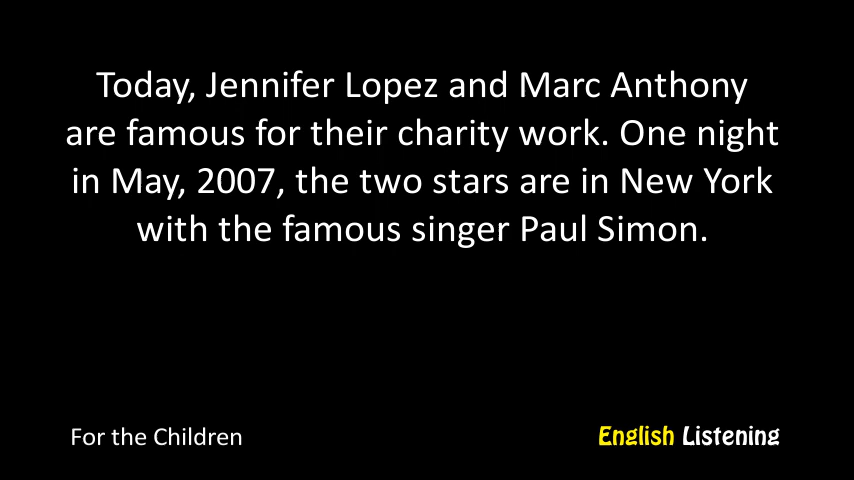 Today, Jennifer Lopez and Marc Anthony
are famous for their charity work. One night
in May, 2007, the two stars are in New York
with the famous singer Paul Simon.
For the Children
English Listening